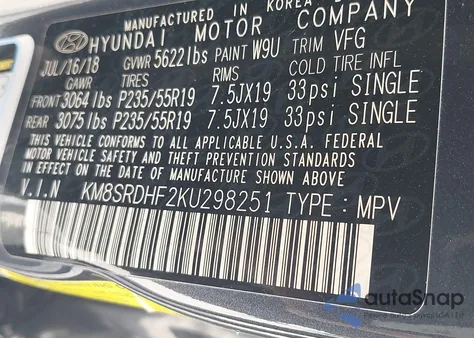 MANUFACTURED IN KOREA
HYUNDAI MOTOR COMPANY
JUL/16/18 GVWR 5622lbs PAINT W9U TRIM VFG
GAWR TIRES RIMS COLD TIRE INFL
FRONT 3064lbs P235/55R19 7.5JX19 33psi SINGLE
REAR 3075lbs P235/55R19 7.5JX19 33psi SINGLE
THIS VEHICLE CONFORMS TO ALL APPLICABLE U.S.A. FEDERAL
MOTOR VEHICLE SAFETY AND THEFT PREVENTION STANDARDS
IN EFFECT ON THE DATE OF MANUFACTURE SHOWN ABOVE
V.I.N KM8SRDHF2KU298251 TYPE : MPV
autoSnap